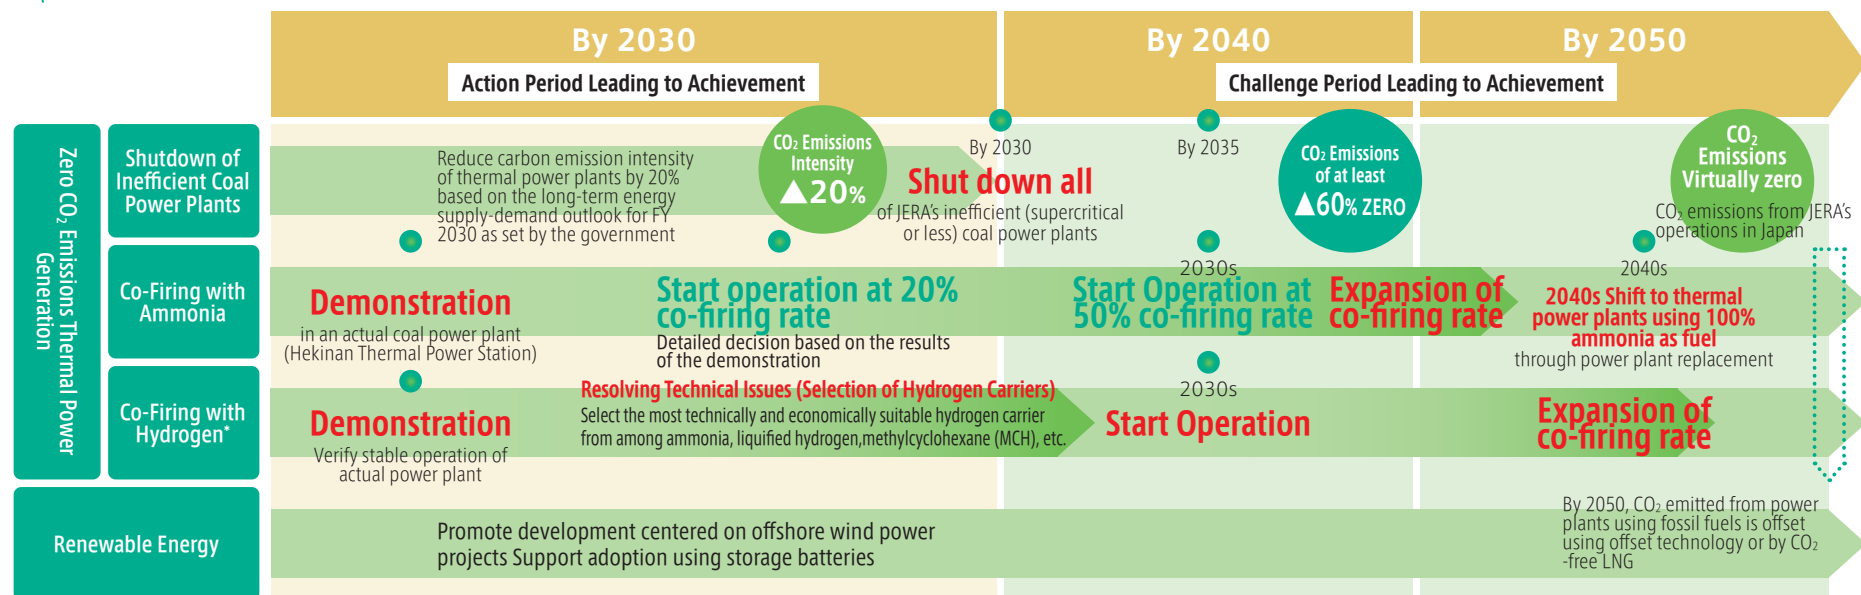 By 2030
By 2040
By 2050
Action Period Leading to Achievement
Challenge Period Leading to Achievement
Zero CO₂ Emissions Thermal Power
Generation
Shutdown of
Inefficient Coal
Power Plants
Reduce carbon emission intensity
of thermal power plants by 20%
based on the long-term energy
supply-demand outlook for FY
2030 as set by the government
CO₂ Emissions
Intensity
▲20%
By 2030
Shut down all
of JERA's inefficient (supercritical
or less) coal power plants
By 2035
CO₂ Emissions
of at least
▲60% ZERO
CO₂
Emissions
Virtually zero
CO₂ emissions from JERA's
operations in Japan
Co-Firing with
Ammonia
Demonstration
in an actual coal power plant
(Hekinan Thermal Power Station)
Start operation at 20%
co-firing rate
Detailed decision based on the results
of the demonstration
2030s
Start Operation at
50% co-firing rate
Expansion of
co-firing rate
2040s
2040s Shift to thermal
power plants using 100%
ammonia as fuel
through power plant replacement
Co-Firing with
Hydrogen*
Demonstration
Verify stable operation of
actual power plant
Resolving Technical Issues (Selection of Hydrogen Carriers)
Select the most technically and economically suitable hydrogen carrier
from among ammonia, liquified hydrogen,methylcyclohexane (MCH), etc.
2030s
Start Operation
Expansion of
co-firing rate
Renewable Energy
Promote development centered on offshore wind power
projects Support adoption using storage batteries
By 2050, CO₂ emitted from power
plants using fossil fuels is offset
using offset technology or by CO₂
-free LNG